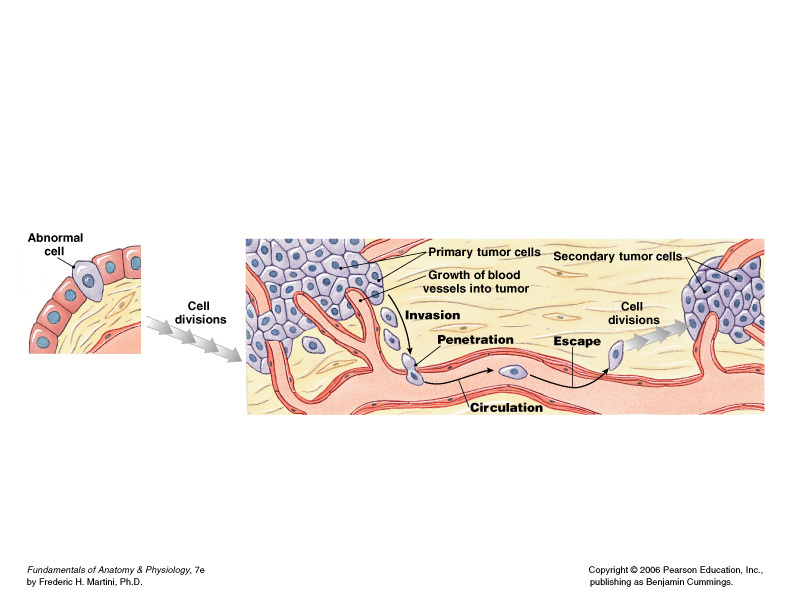 Abnormal
cell
Cell
divisions
Primary tumor cells
Growth of blood
vessels into tumor
Invasion
Penetration
Circulation
Escape
Secondary tumor cells
Cell
divisions
Fundamentals of Anatomy & Physiology, 7e
by Frederic H. Martini, Ph.D.
Copyright © 2006 Pearson Education, Inc.,
publishing as Benjamin Cummings.